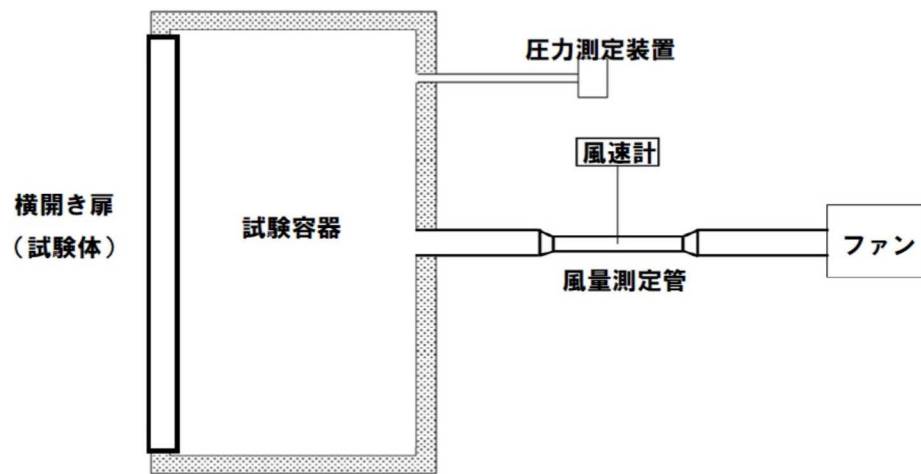 圧力測定装置
風速計
横開き扉
（試験体）
試験容器
ファン
風量測定管